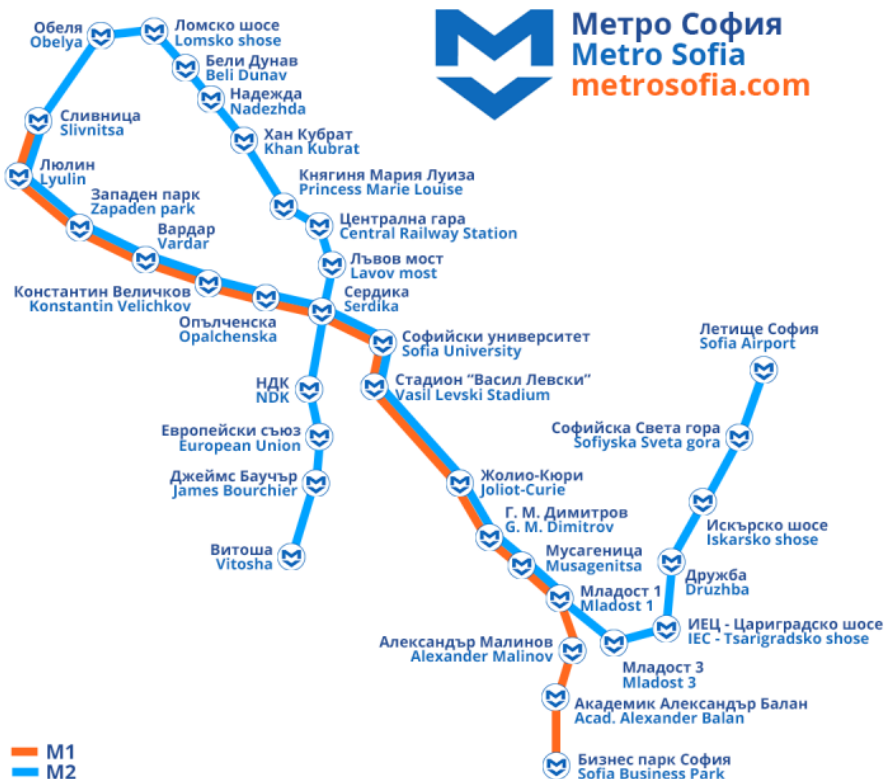 Метро София
Metro Sofia
metrosofia.com
Обеля
Obelya
Ломско шосе
Lomsko shose
Бели Дунав
Beli Dunav
Надежда
Nadezhda
Сливница
Slivnitsa
Хан Кубрат
Khan Kubrat
Люлин
Lyulin
Княгиня Мария Луиза
Princess Marie Louise
Западен парк
Zapaden park
Централна гара
Central Railway Station
Вардар
Vardar
Лъвов мост
Lavov most
Константин Величков
Konstantin Velichkov
Сердика
Serdika
Опълченска
Opalchenska
Софийски университет
Sofia University
Летище София
Sofia Airport
НДК
NDK
Стадион “Васил Левски”
Vasil Levski Stadium
Европейски съюз
European Union
Софийска Света гора
Sofiyska Sveta gora
Джеймс Баучър
James Bourchier
Жолио-Кюри
Joliot-Curie
Г. М. Димитров
G. M. Dimitrov
Искърско шосе
Iskarsko shose
Витоша
Vitosha
Мусагеница
Musagenitsa
Дружба
Druzhba
Младост 1
Mladost 1
ИЕЦ - Цариградско шосе
IEC - Tsarigradsko shose
Александър Малинов
Alexander Malinov
Младост 3
Mladost 3
Академик Александър Балан
Acad. Alexander Balan
Бизнес парк София
Sofia Business Park
M1
M2